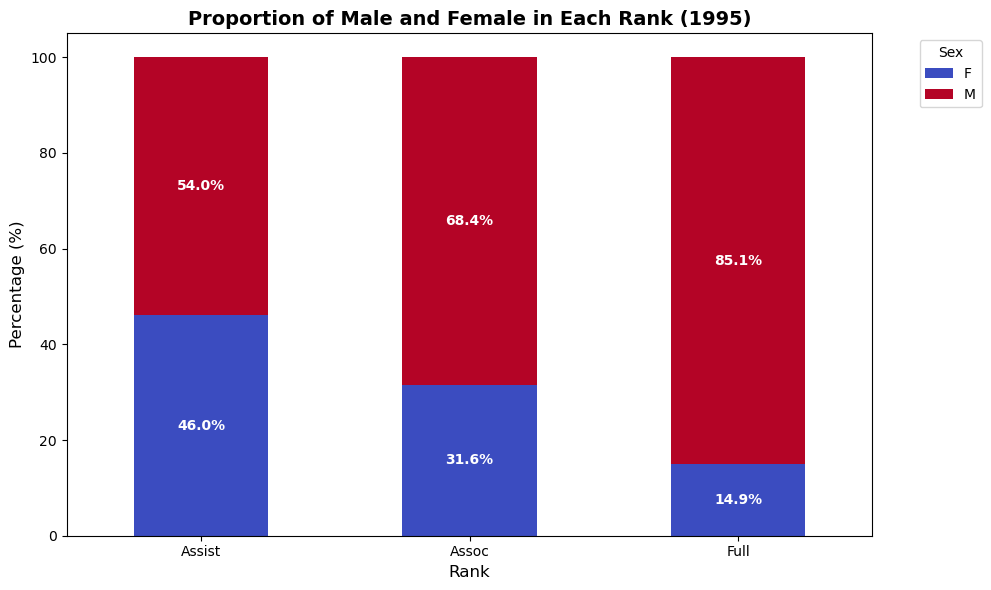 Proportion of Male and Female in Each Rank (1995)
Sex
F
M
Percentage (%)
100
80
60
40
20
0
54.0%
68.4%
85.1%
46.0%
31.6%
14.9%
Assist
Assoc
Full
Rank